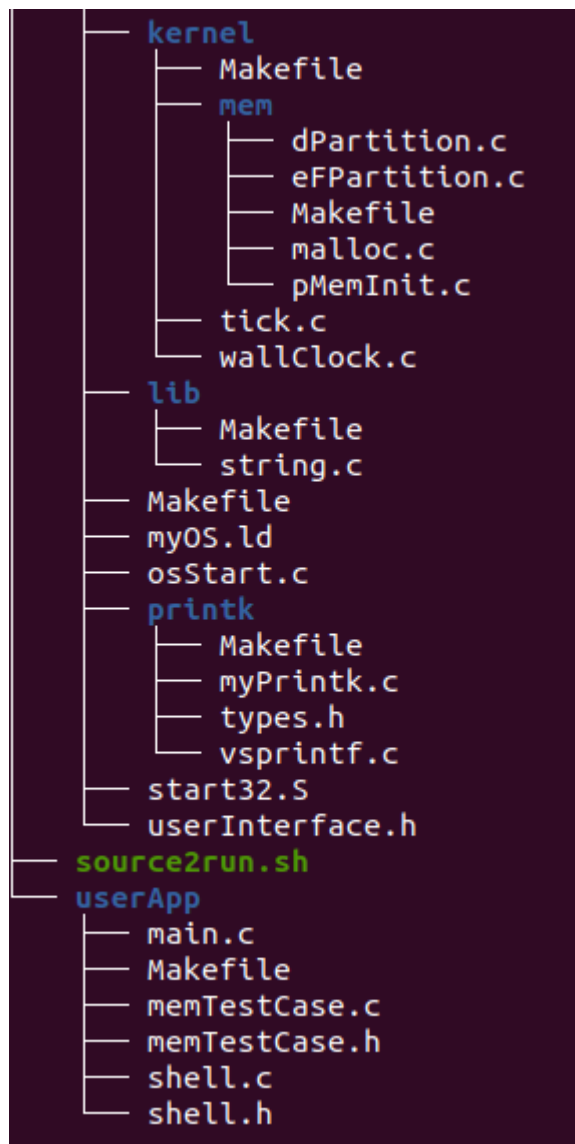 kernel
Makefile
mem
dPartition.c
eFPartition.c
Makefile
malloc.c
pMemInit.c
tick.c
wallClock.c
lib
Makefile
string.c
Makefile
myOS.ld
osStart.c
printk
Makefile
myPrintk.c
types.h
vsprintf.c
start32.S
userInterface.h
source2run.sh
userApp
main.c
Makefile
memTestCase.c
memTestCase.h
shell.c
shell.h